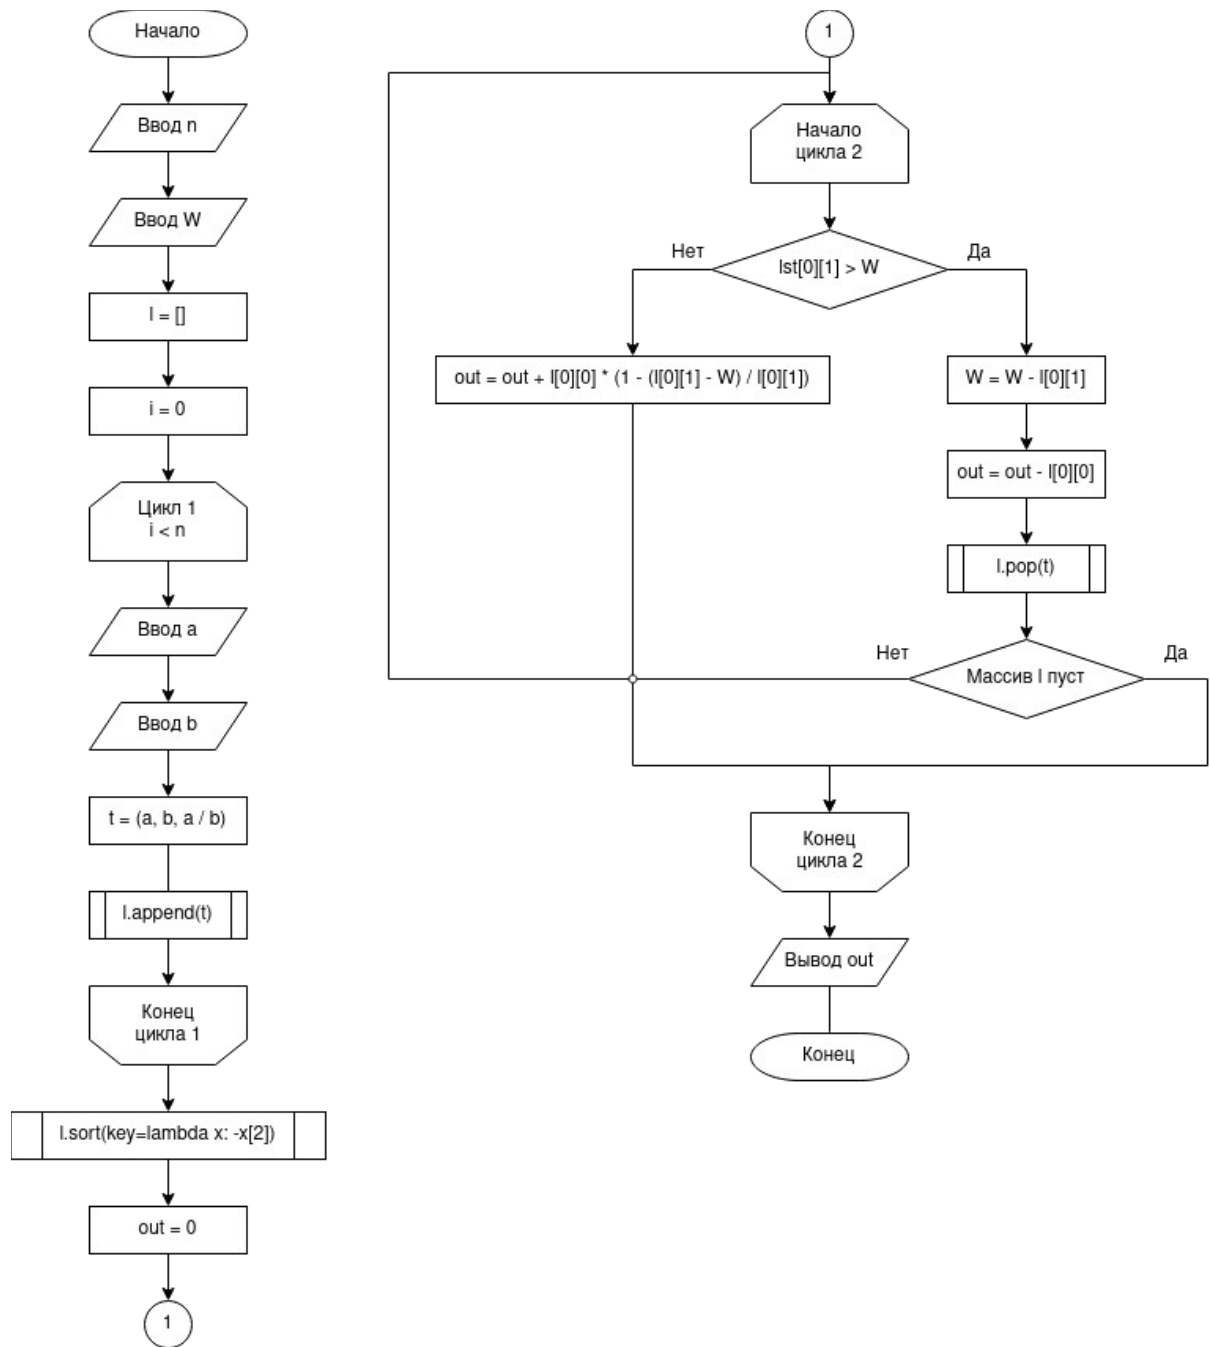 Начало
Ввод n
Ввод W
l = []
i = 0
Цикл 1
i < n
Ввод a
Ввод b
t = (a, b, a / b)
l.append(t)
Конец
цикла 1
l.sort(key=lambda x: -x[2])
out = 0
1
1
Начало
цикла 2
Нет
lst[0][1] > W
Да
out = out + l[0][0] * (1 - (l[0][1] - W) / l[0][1])
W = W - l[0][1]
out = out - l[0][0]
l.pop(t)
Нет
Массив l пуст
Да
Конец
цикла 2
Вывод out
Конец